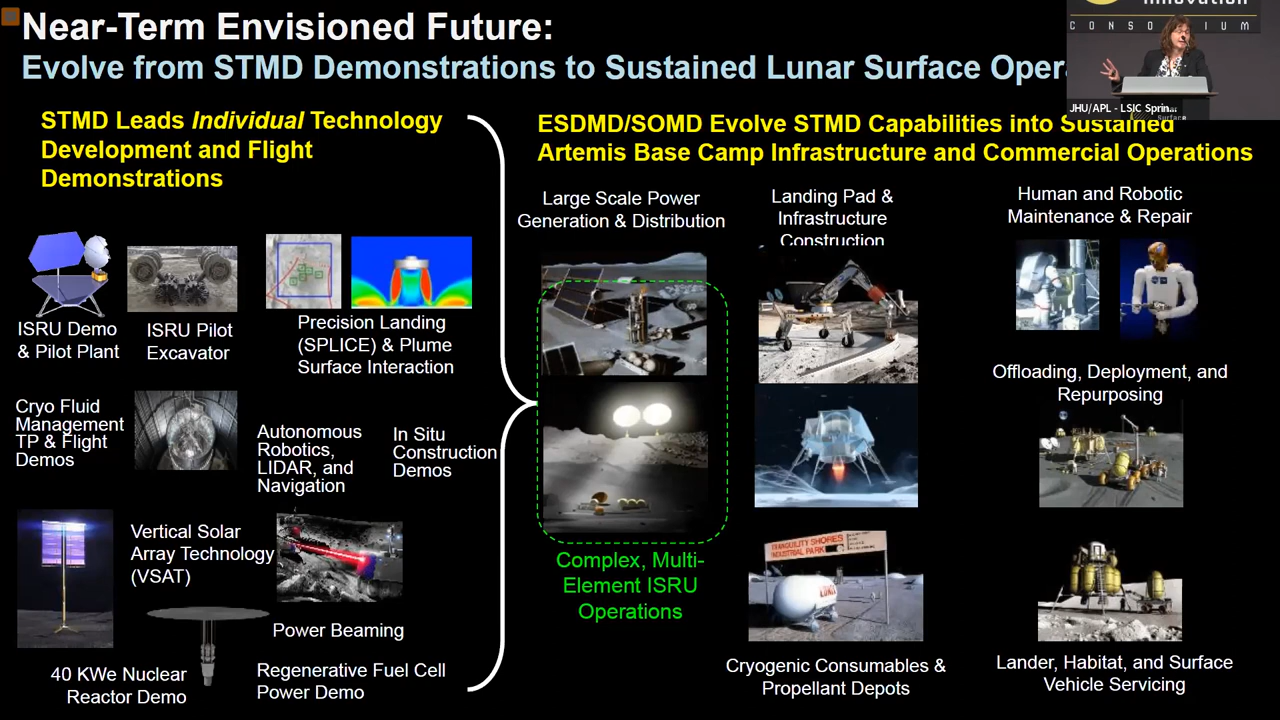 Near-Term Envisioned Future:
Evolve from STMD Demonstrations to Sustained Lunar Surface Oper
CONSORTIUM
JHU/APL - LSIC Sprin...
Surface
STMD Leads Individual Technology
Development and Flight
Demonstrations
ESDMD/SOMD Evolve STMD Capabilities into Sustained
Artemis Base Camp Infrastructure and Commercial Operations
ISRU Demo
& Pilot Plant
ISRU Pilot
Excavator
Precision Landing
(SPLICE) & Plume
Surface Interaction
Cryo Fluid
Management
TP & Flight
Demos
Autonomous
Robotics,
LIDAR, and
Navigation
In Situ
Construction
Demos
Vertical Solar
Array Technology
(VSAT)
Power Beaming
40 KWe Nuclear
Reactor Demo
Regenerative Fuel Cell
Power Demo
Large Scale Power
Generation & Distribution
Complex, Multi-
Element ISRU
Operations
Landing Pad &
Infrastructure
Construction
TRANQUILITY SHORES
INDUSTRIAL PARK
Cryogenic Consumables &
Propellant Depots
Human and Robotic
Maintenance & Repair
Offloading, Deployment, and
Repurposing
Lander, Habitat, and Surface
Vehicle Servicing